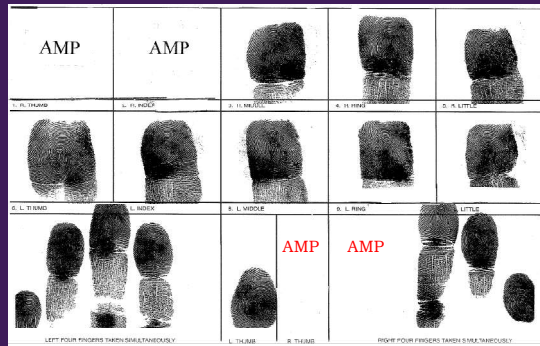 AMP AMP
1. R. THUMB 2. R. INDEX 3. R. MIDDLE 4. R. RING 5. R. LITTLE
6. L. THUMB L. INDEX 8. L. MIDDLE 9. L. RING LITTLE
AMP AMP
LEFT FOUR FINGERS TAKEN SIMULTANEOUSLY L. THUMB R. THUMB RIGHT FOUR FINGERS TAKEN SIMULTANEOUSLY